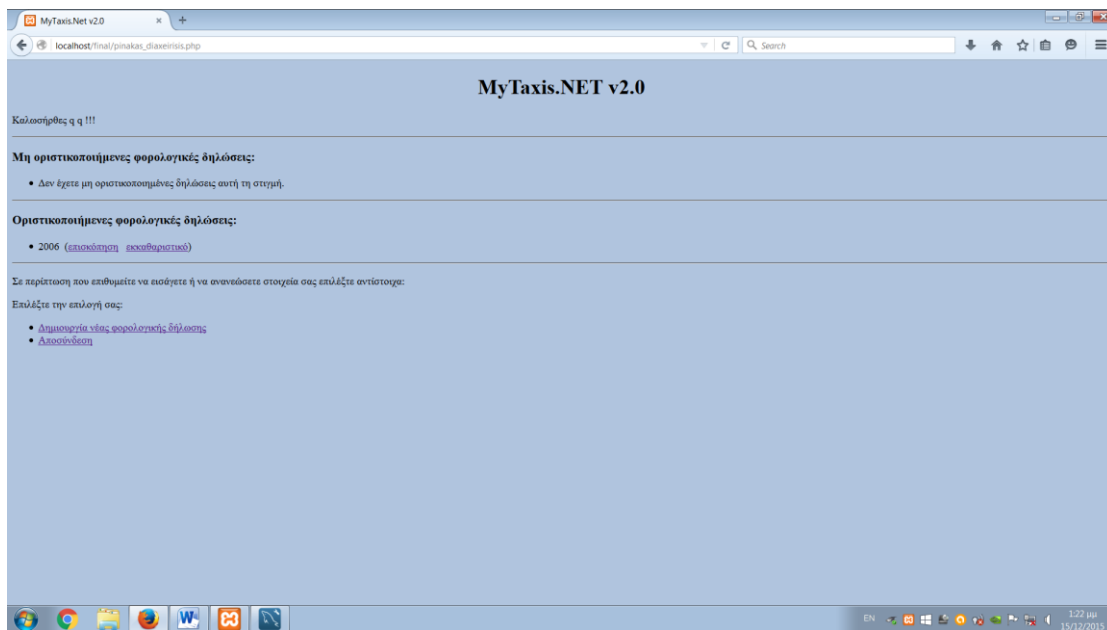 MyTaxis.Net v2.0
localhost/final/pinakas_diaxeirisis.php
Search
MyTaxis.NET v2.0
Καλωσήρθες q q !!!
Μη οριστικοποιήμενες φορολογικές δηλώσεις:
• Δεν έχετε μη οριστικοποιημένες δηλώσεις αυτή τη στιγμή.
Οριστικοποιήμενες φορολογικές δηλώσεις:
• 2006 (επισκόπηση εκκαθαριστικό)
Σε περίπτωση που επιθυμείτε να εισάγετε ή να ανανεώσετε στοιχεία σας επιλέξτε αντίστοιχα:
Επιλέξτε την επιλογή σας:
• Δημιουργία νέας φορολογικής δήλωσης
• Αποσύνδεση
EN
1:22 μμ
15/12/2015